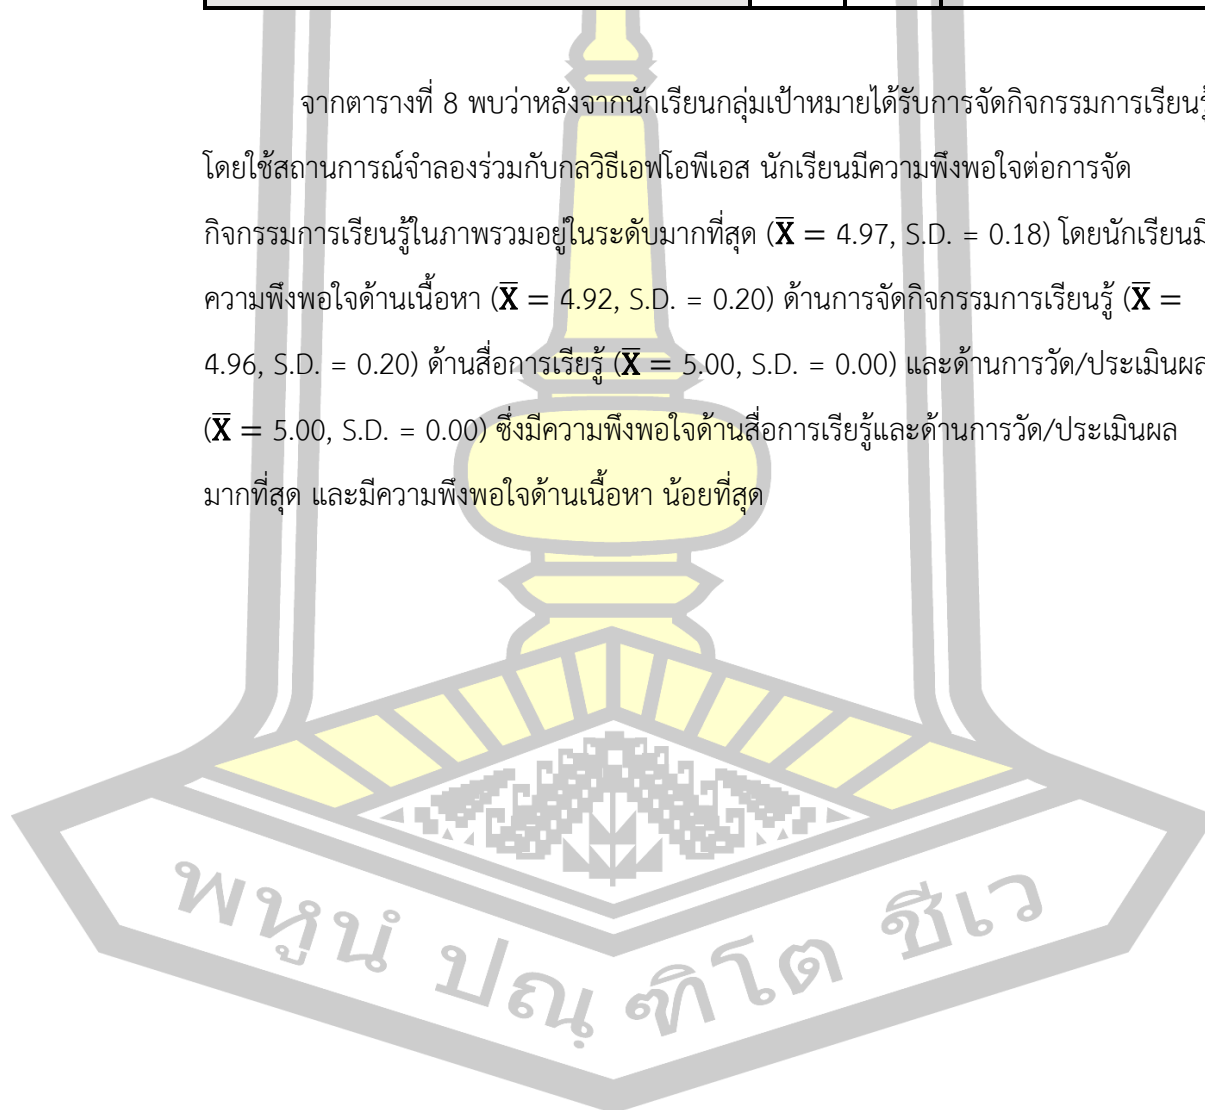 จากตารางที่ 8 พบว่าหลังจากนักเรียนกลุ่มเป้าหมายได้รับการจัดกิจกรรมการเรียนรู้
โดยใช้สถานการณ์จำลองร่วมกับกลวิธีเอฟโอพีเอส นักเรียนมีความพึงพอใจต่อการจัด
กิจกรรมการเรียนรู้ในภาพรวมอยู่ในระดับมากที่สุด (X̅ = 4.97, S.D. = 0.18) โดยนักเรียนมี
ความพึงพอใจด้านเนื้อหา (X̅ = 4.92, S.D. = 0.20) ด้านการจัดกิจกรรมการเรียนรู้ (X̅ =
4.96, S.D. = 0.20) ด้านสื่อการเรียรู้ (X̅ = 5.00, S.D. = 0.00) และด้านการวัด/ประเมินผล
(X̅ = 5.00, S.D. = 0.00) ซึ่งมีความพึงพอใจด้านสื่อการเรียรู้และด้านการวัด/ประเมินผล
มากที่สุด และมีความพึงพอใจด้านเนื้อหา น้อยที่สุด
พหูนํ ปณฺฑิโต ชีเว